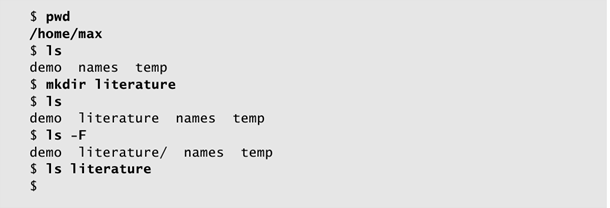 $ pwd
/home/max
$ ls
demo  names  temp
$ mkdir literature
$ ls
demo  literature  names  temp
$ ls -F
demo  literature/  names  temp
$ ls literature
$